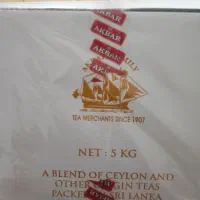 AKBAR
AKBAR
AKBAR
AKBAR
TEA MERCHANTS SINCE 1907
NET : 5 KG
A BLEND OF CEYLON AND
OTHER ORIGIN TEAS
PACKED IN SRI LANKA